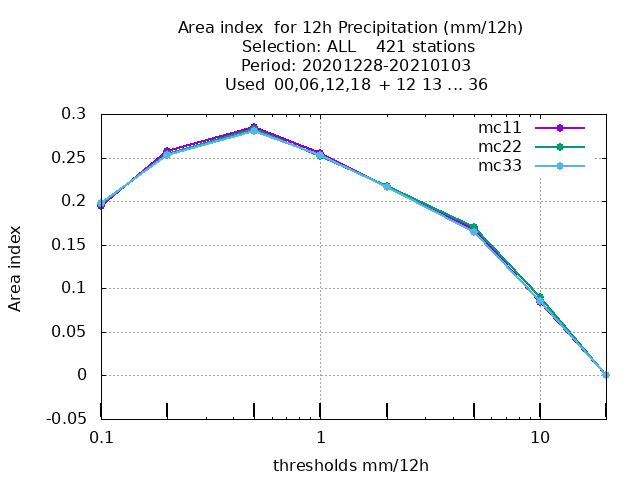 Area index  for 12h Precipitation (mm/12h)
Selection: ALL    421 stations
Period: 20201228-20210103
Used  00,06,12,18  + 12 13 ... 36
mc11
mc22
mc33
0.3
0.25
0.2
0.15
0.1
0.05
0
-0.05
Area index
0.1
1
10
thresholds mm/12h